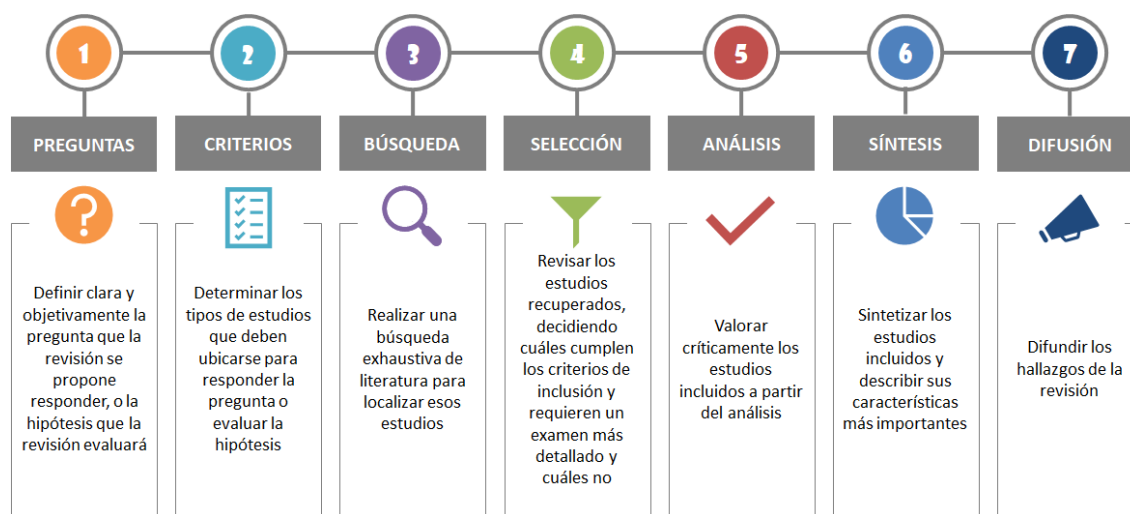 1
2
3
4
5
6
7
PREGUNTAS
CRITERIOS
BÚSQUEDA
SELECCIÓN
ANÁLISIS
SÍNTESIS
DIFUSIÓN
?
Definir clara y
objetivamente la
pregunta que la
revisión se
propone
responder, o la
hipótesis que la
revisión evaluará
Determinar los
tipos de estudios
que deben
ubicarse para
responder la
pregunta o
evaluar la
hipótesis
Realizar una
búsqueda
exhaustiva de
literatura para
localizar esos
estudios
Revisar los
estudios
recuperados,
decidiendo
cuáles cumplen
los criterios de
inclusión y
requieren un
examen más
detallado y
cuáles no
Valorar
críticamente los
estudios
incluidos a partir
del análisis
Sintetizar los
estudios
incluidos y
describir sus
características
más importantes
Difundir los
hallazgos de la
revisión